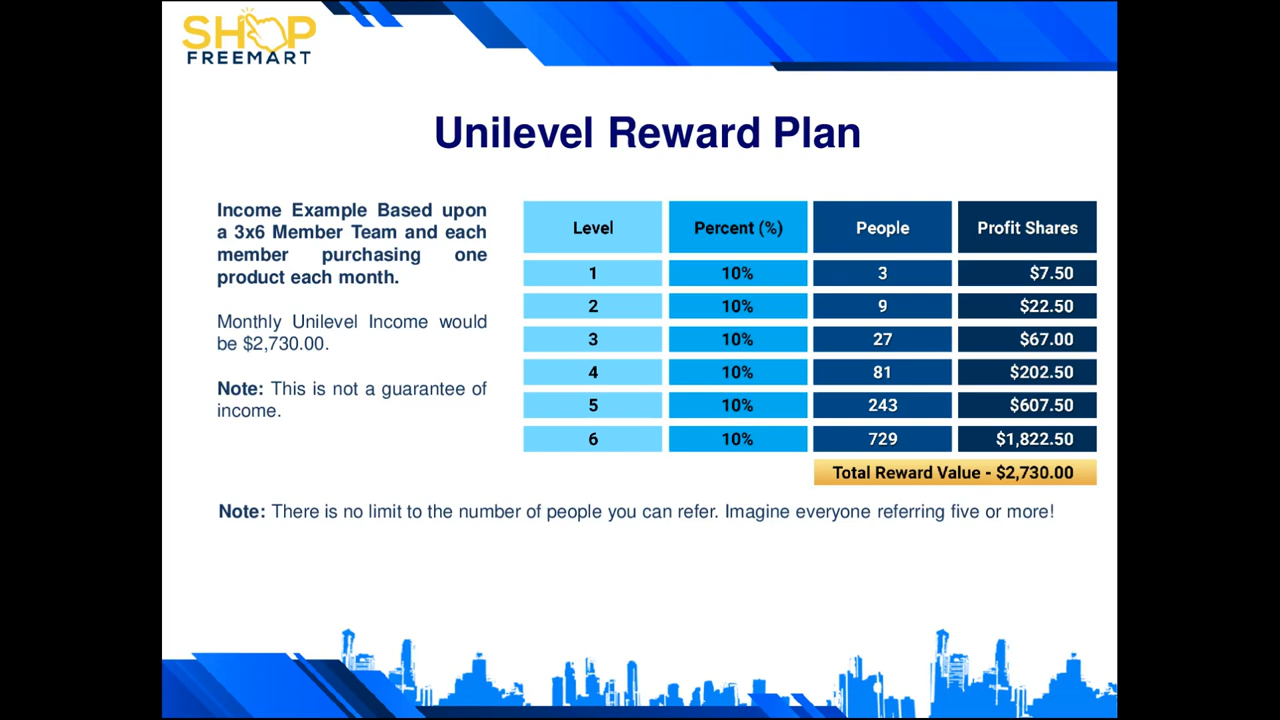 SHOP
FREEMART
Unilevel Reward Plan
Income Example Based upon
a 3x6 Member Team and each
member purchasing one
product each month.
Monthly Unilevel Income would
be $2,730.00.
Note: This is not a guarantee of
income.
Level Percent (%) People Profit Shares
1 10% 3 $7.50
2 10% 9 $22.50
3 10% 27 $67.00
4 10% 81 $202.50
5 10% 243 $607.50
6 10% 729 $1,822.50
Total Reward Value - $2,730.00
Note: There is no limit to the number of people you can refer. Imagine everyone referring five or more!